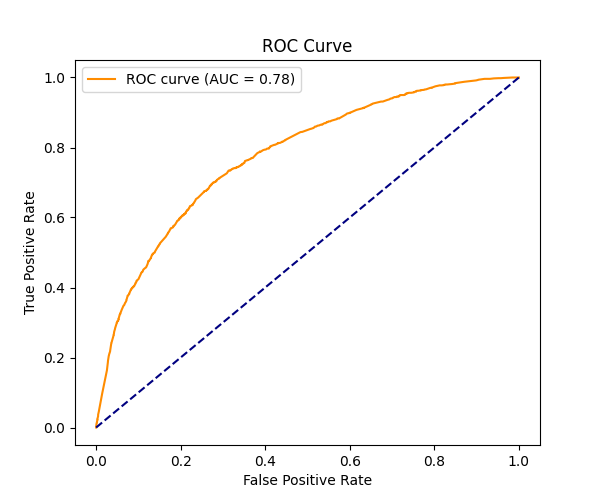 ROC Curve
ROC curve (AUC = 0.78)
True Positive Rate
1.0
0.8
0.6
0.4
0.2
0.0
0.0 0.2 0.4 0.6 0.8 1.0
False Positive Rate